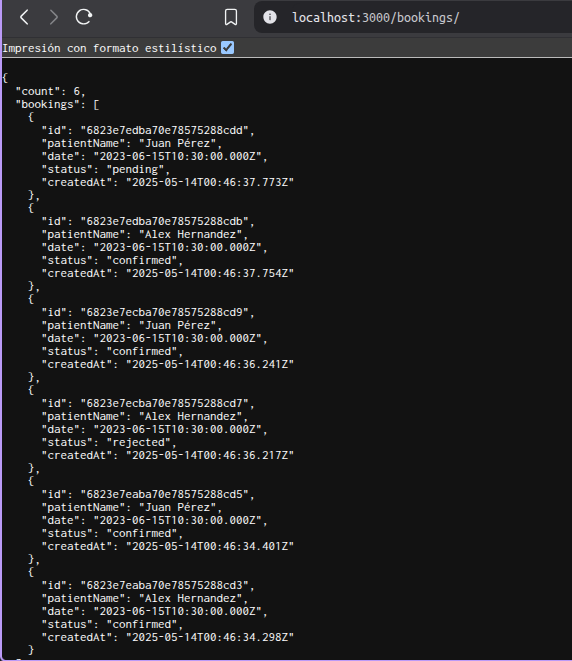 localhost:3000/bookings/
Impresión con formato estilístico
{
  "count": 6,
  "bookings": [
    {
      "id": "6823e7edba70e78575288cdd",
      "patientName": "Juan Pérez",
      "date": "2023-06-15T10:30:00.000Z",
      "status": "pending",
      "createdAt": "2025-05-14T00:46:37.773Z"
    },
    {
      "id": "6823e7edba70e78575288cdb",
      "patientName": "Alex Hernandez",
      "date": "2023-06-15T10:30:00.000Z",
      "status": "confirmed",
      "createdAt": "2025-05-14T00:46:37.754Z"
    },
    {
      "id": "6823e7ecba70e78575288cd9",
      "patientName": "Juan Pérez",
      "date": "2023-06-15T10:30:00.000Z",
      "status": "confirmed",
      "createdAt": "2025-05-14T00:46:36.241Z"
    },
    {
      "id": "6823e7ecba70e78575288cd7",
      "patientName": "Alex Hernandez",
      "date": "2023-06-15T10:30:00.000Z",
      "status": "rejected",
      "createdAt": "2025-05-14T00:46:36.217Z"
    },
    {
      "id": "6823e7eaba70e78575288cd5",
      "patientName": "Juan Pérez",
      "date": "2023-06-15T10:30:00.000Z",
      "status": "confirmed",
      "createdAt": "2025-05-14T00:46:34.401Z"
    },
    {
      "id": "6823e7eaba70e78575288cd3",
      "patientName": "Alex Hernandez",
      "date": "2023-06-15T10:30:00.000Z",
      "status": "confirmed",
      "createdAt": "2025-05-14T00:46:34.298Z"
    }